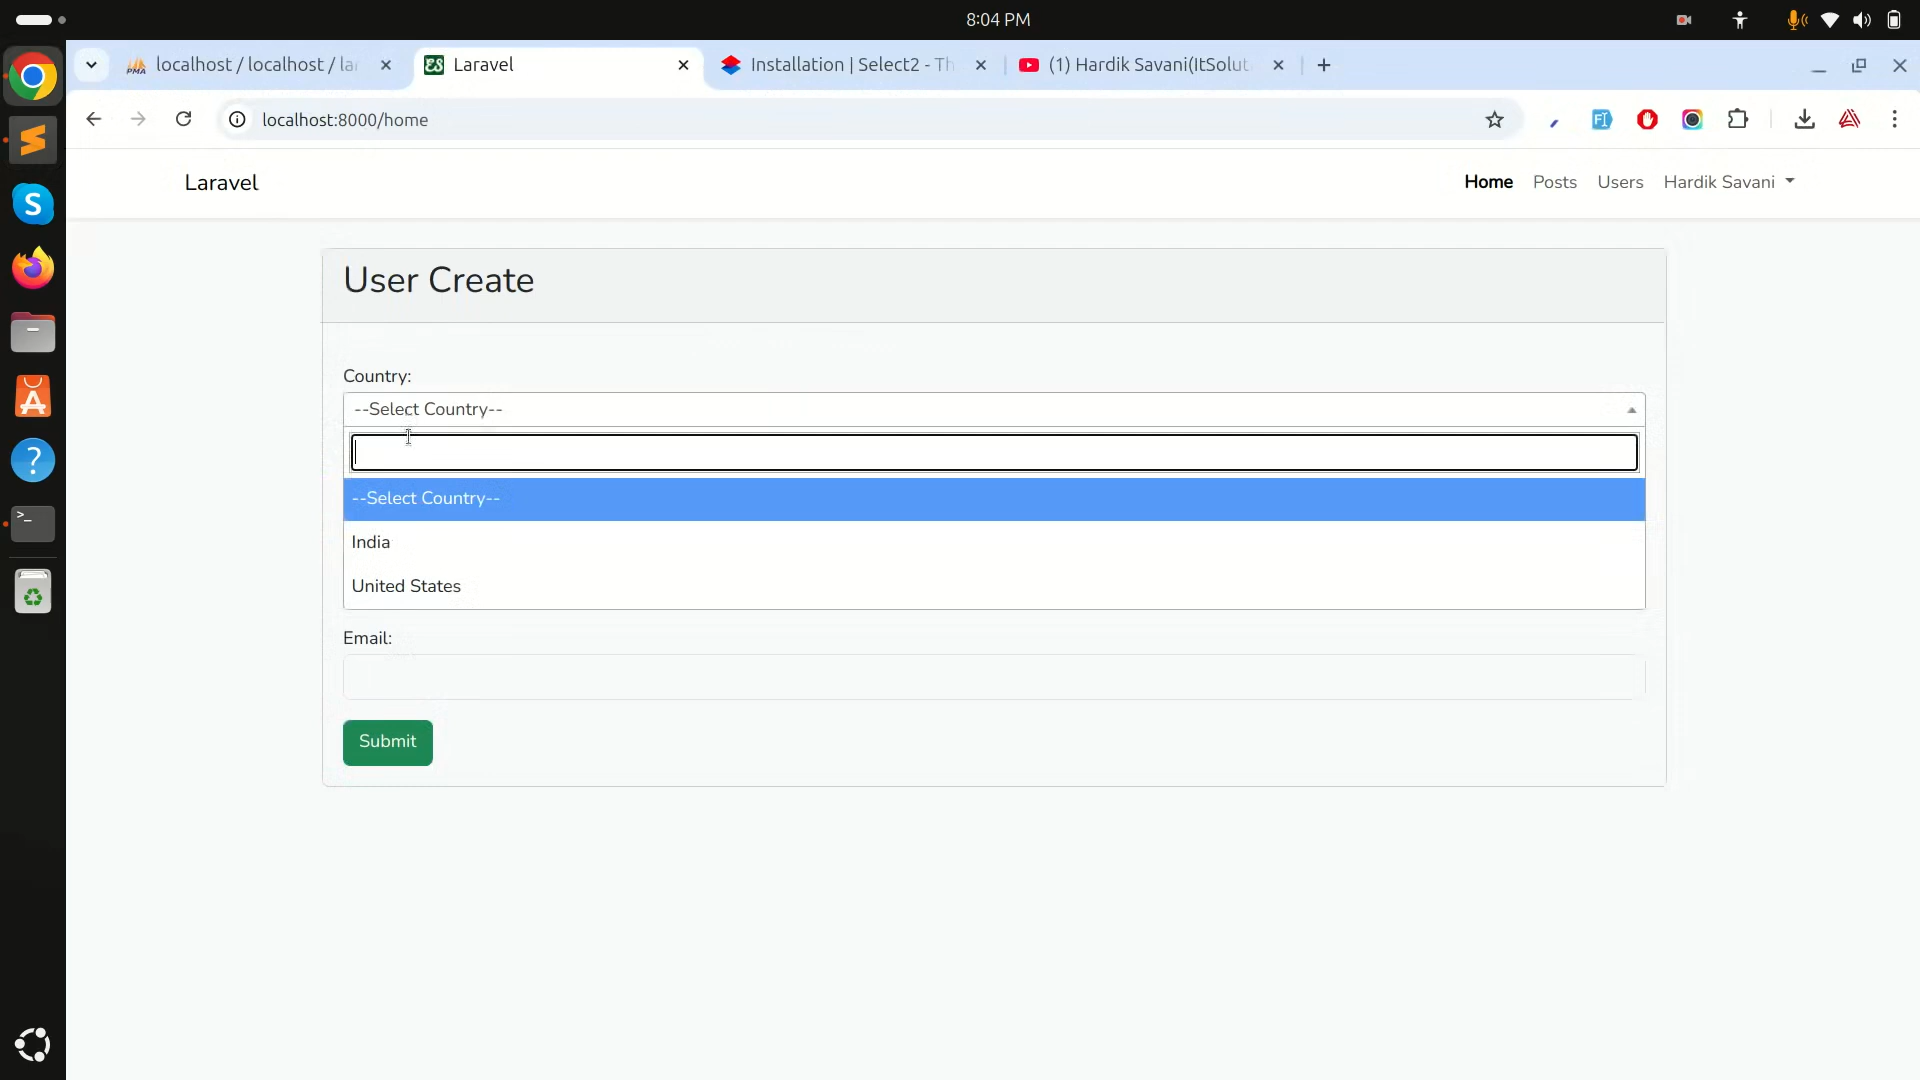 8:04 PM
localhost / localhost / la
Laravel
Installation | Select2 - Th
(1) Hardik Savani(ItSolut
localhost:8000/home
Laravel
Home
Posts
Users
Hardik Savani
User Create
Country:
--Select Country--
--Select Country--
India
United States
Email:
Submit